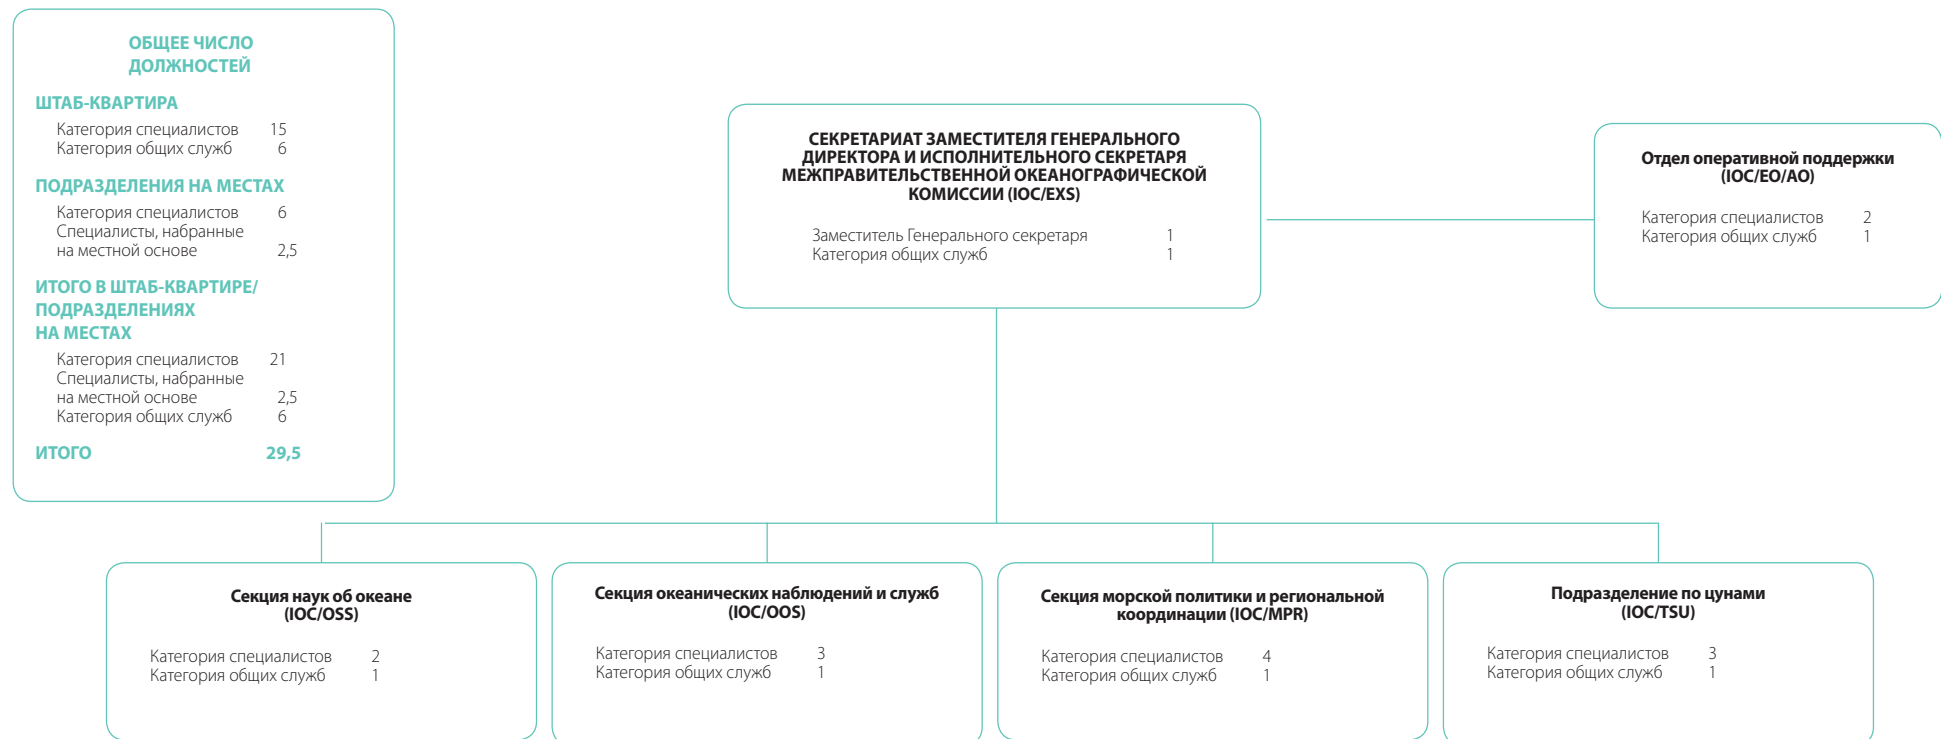 ОБЩЕЕ ЧИСЛО
ДОЛЖНОСТЕЙ
ШТАБ-КВАРТИРА
Категория специалистов 15
Категория общих служб 6
ПОДРАЗДЕЛЕНИЯ НА МЕСТАХ
Категория специалистов 6
Специалисты, набранные
на местной основе 2,5
ИТОГО В ШТАБ-КВАРТИРЕ/
ПОДРАЗДЕЛЕНИЯХ
НА МЕСТАХ
Категория специалистов 21
Специалисты, набранные
на местной основе 2,5
Категория общих служб 6
ИТОГО 29,5
СЕКРЕТАРИАТ ЗАМЕСТИТЕЛЯ ГЕНЕРАЛЬНОГО
ДИРЕКТОРА И ИСПОЛНИТЕЛЬНОГО СЕКРЕТАРЯ
МЕЖПРАВИТЕЛЬСТВЕННОЙ ОКЕАНОГРАФИЧЕСКОЙ
КОМИССИИ (IOC/EXS)
Заместитель Генерального секретаря 1
Категория общих служб 1
Отдел оперативной поддержки
(IOC/EO/AO)
Категория специалистов 2
Категория общих служб 1
Секция наук об океане
(IOC/OSS)
Категория специалистов 2
Категория общих служб 1
Секция океанических наблюдений и служб
(IOC/OOS)
Категория специалистов 3
Категория общих служб 1
Секция морской политики и региональной
координации (IOC/MPR)
Категория специалистов 4
Категория общих служб 1
Подразделение по цунами
(IOC/TSU)
Категория специалистов 3
Категория общих служб 1